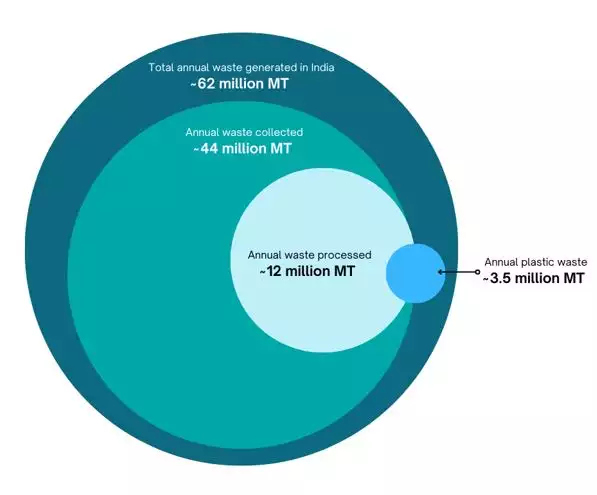 Total annual waste generated in India
~62 million MT
Annual waste collected
~44 million MT
Annual waste processed
~12 million MT
Annual plastic waste
~3.5 million MT